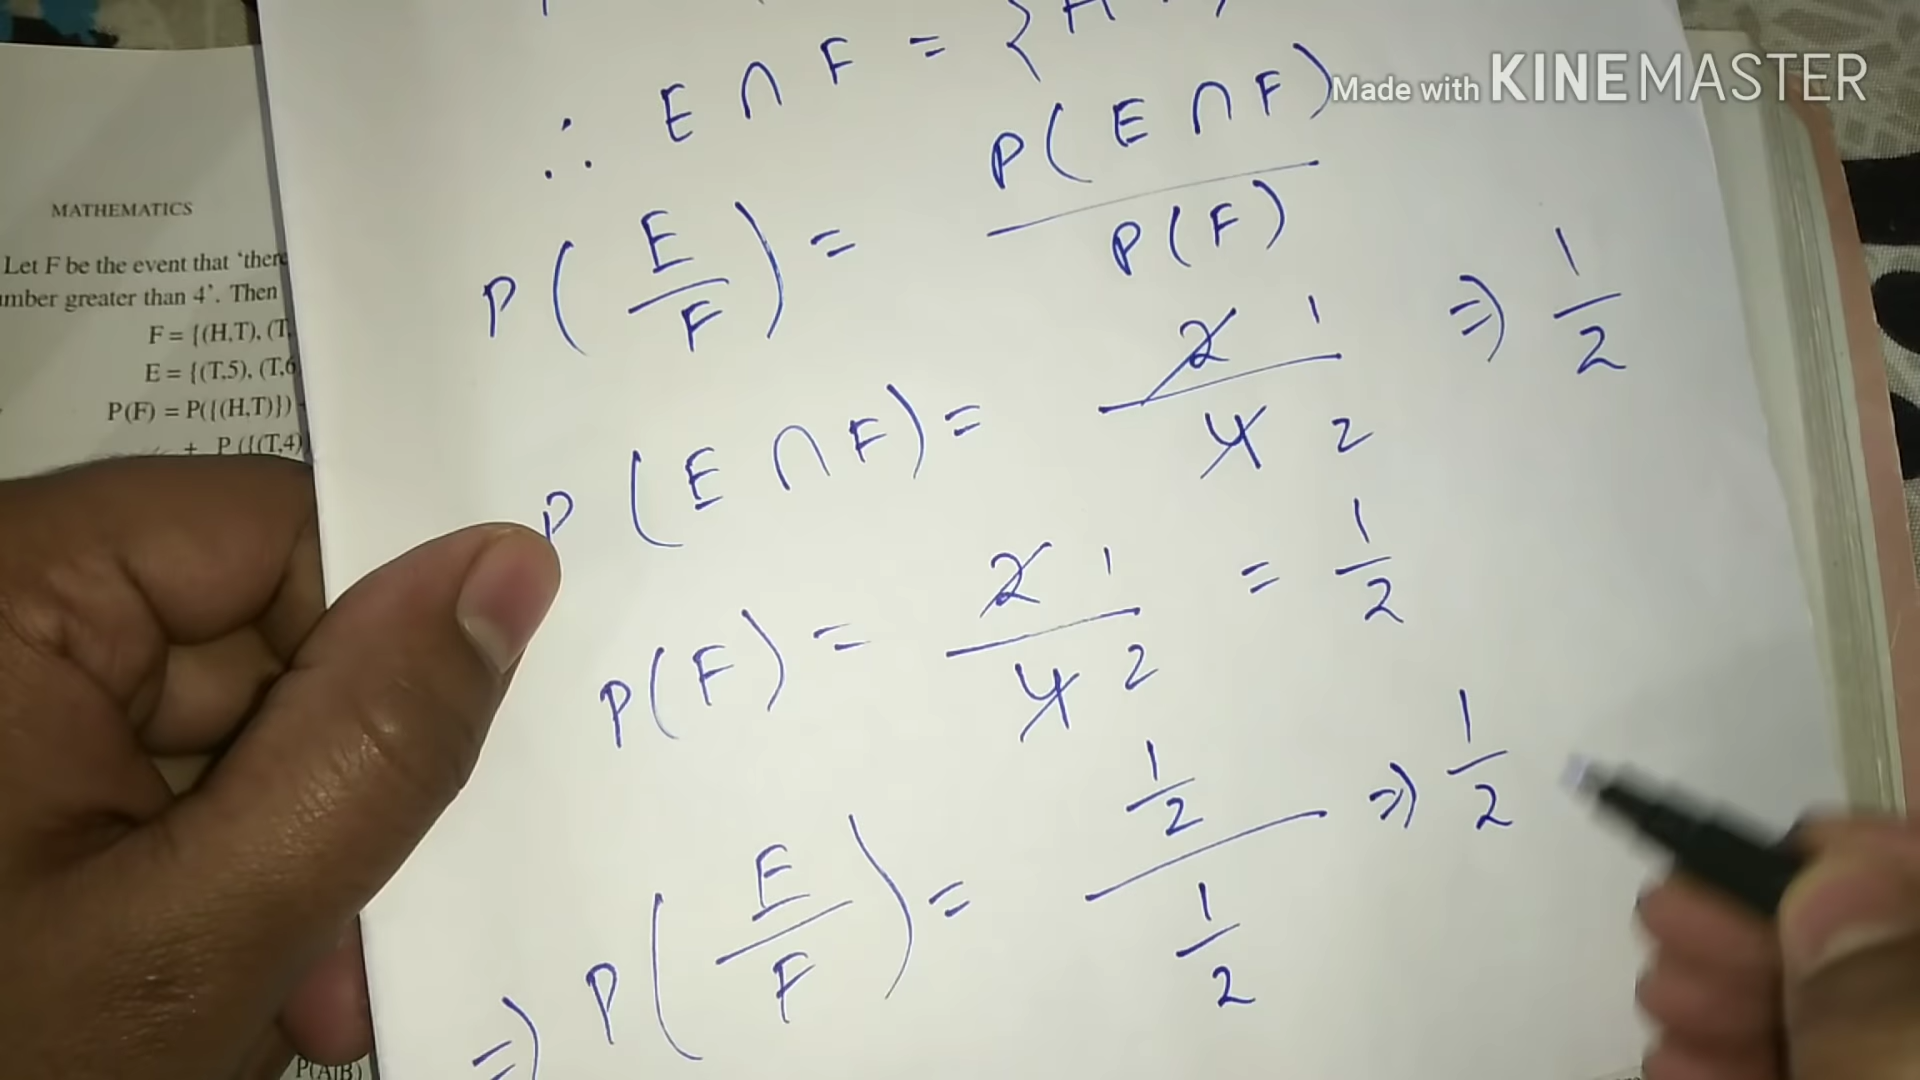 ∴ E ∩ F = {H
Made with KINEMASTER
P(E/F) = P(E ∩ F) / P(F)
P(E ∩ F) = 2 1 / 4 2 ⇒ 1/2
P(F) = 2 1 / 4 2 = 1/2
⇒ P(E/F) = 1/2 / 1/2 ⇒ 1/2
MATHEMATICS
Let F be the event that 'there
mber greater than 4'. Then
F = {(H,T), (T,
E = {(T,5), (T,6
P(F) = P({(H,T)})
+ P ({(T,4)
P(A|B)